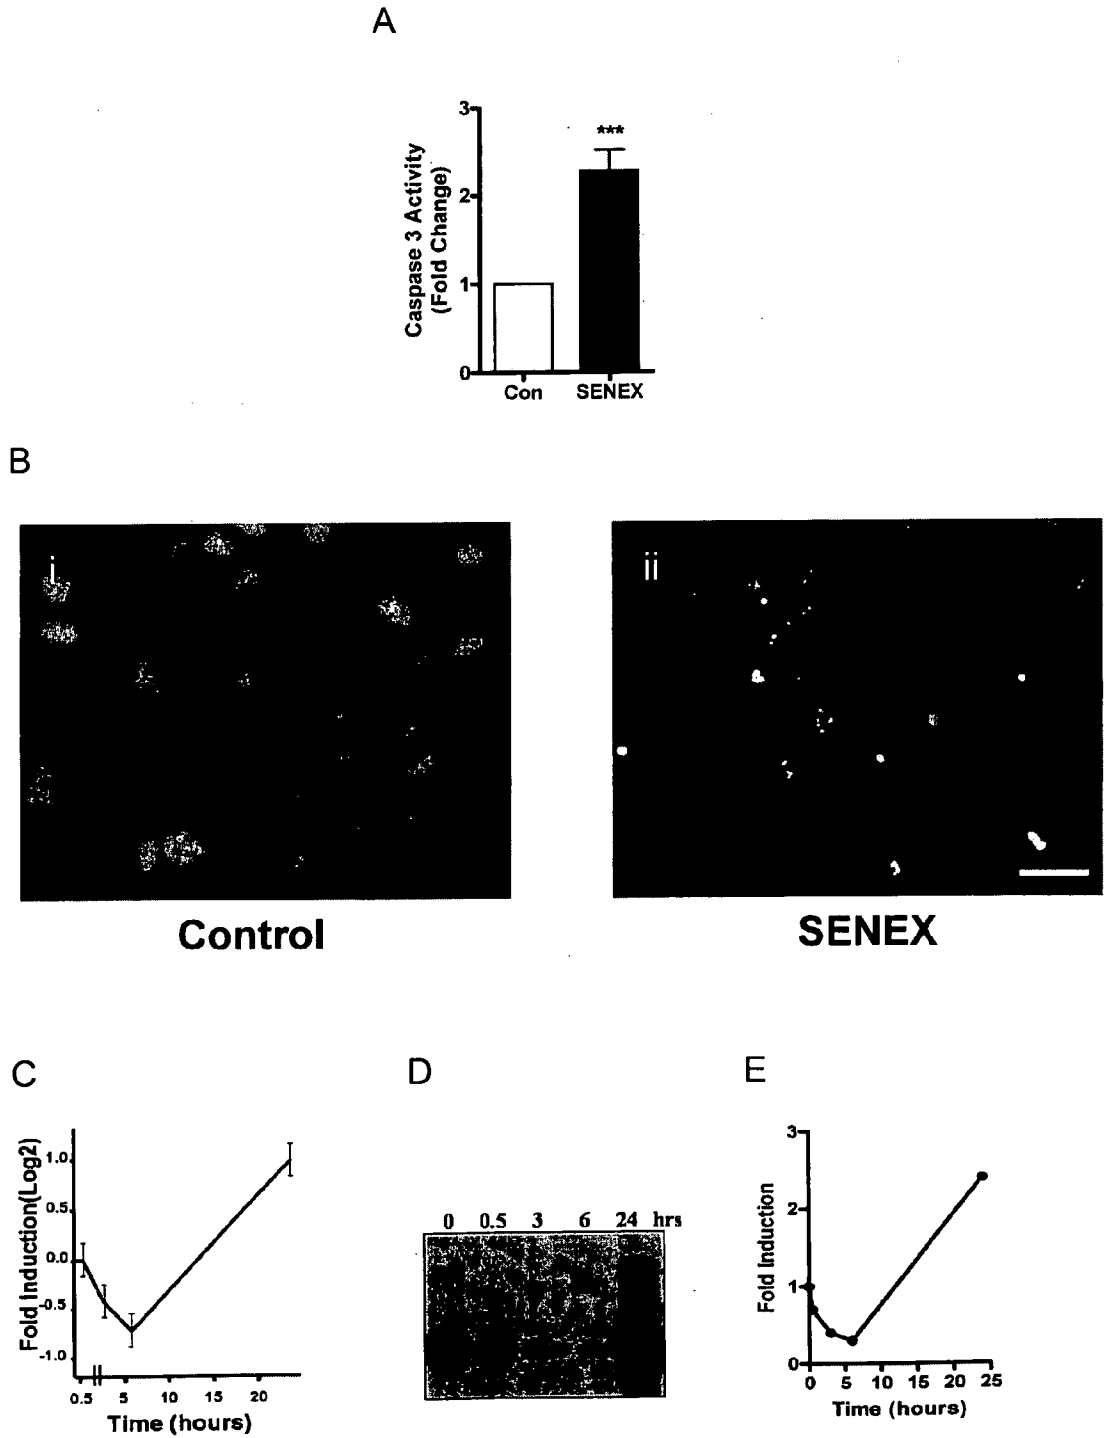 A
Caspase 3 Activity
(Fold Change)
3
***
2
1
0
Con SENEX
B
i
ii
Control
SENEX
C
Fold Induction(Log2)
1.0
0.5
0.0
-0.5
-1.0
0.5 5 10 15 20
Time (hours)
D
0 0.5 3 6 24 hrs
E
Fold Induction
3
2
1
0
0 5 10 15 20 25
Time (hours)